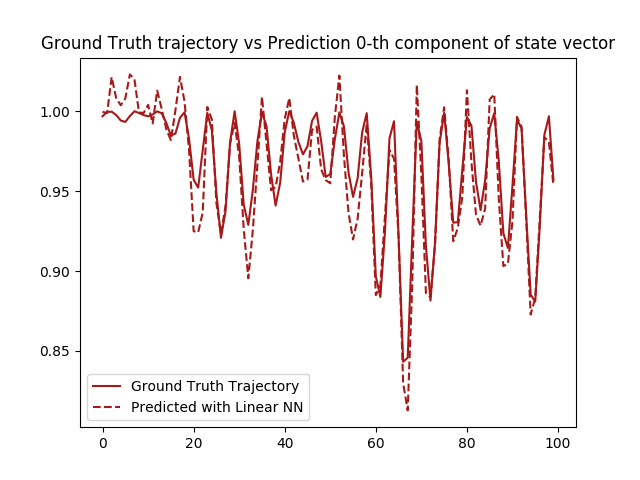 Ground Truth trajectory vs Prediction 0-th component of state vector
1.00
0.95
0.90
0.85
Ground Truth Trajectory
Predicted with Linear NN
0 20 40 60 80 100